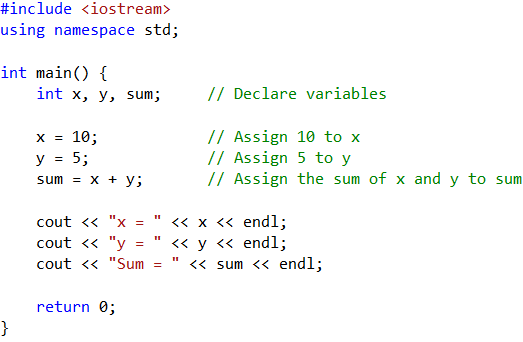 #include <iostream>
using namespace std;
int main() {
    int x, y, sum;     // Declare variables
    x = 10;            // Assign 10 to x
    y = 5;             // Assign 5 to y
    sum = x + y;       // Assign the sum of x and y to sum
    cout << "x = " << x << endl;
    cout << "y = " << y << endl;
    cout << "Sum = " << sum << endl;
    return 0;
}